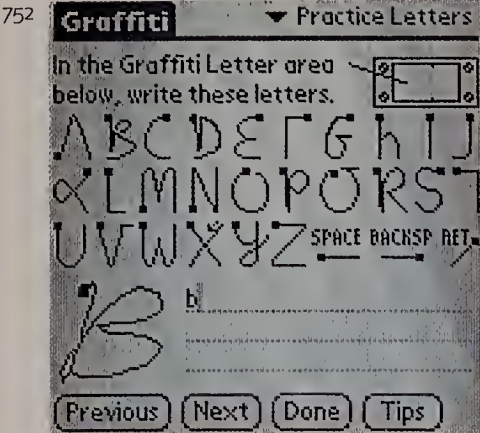 752
Graffiti
Practice Letters
In the Graffiti Letter area
below, write these letters.
A B C D E F G h I J
K L M N O P Q R S T
U V W X Y Z SPACE BACKSP RET.
B
b
Previous Next Done Tips